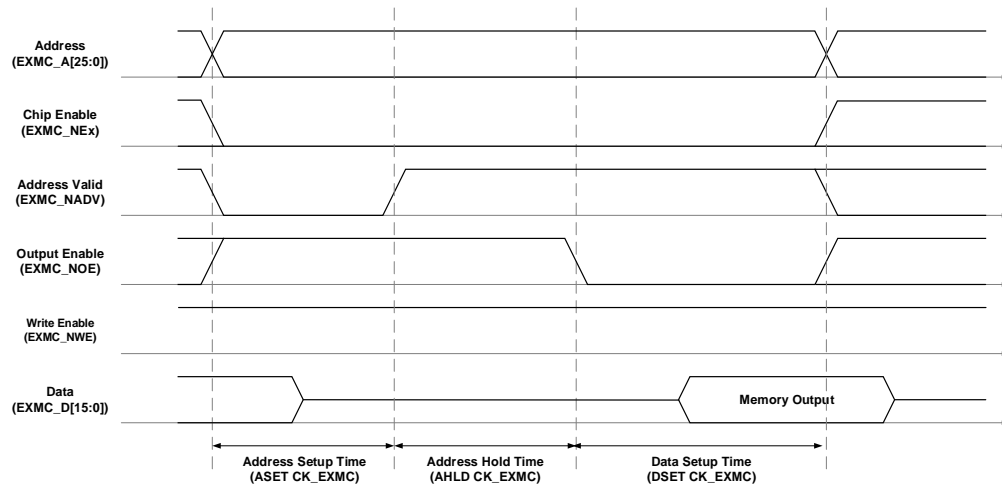 Address
(EXMC_A[25:0])
Chip Enable
(EXMC_NEx)
Address Valid
(EXMC_NADV)
Output Enable
(EXMC_NOE)
Write Enable
(EXMC_NWE)
Data
(EXMC_D[15:0])
Memory Output
Address Setup Time
(ASET CK_EXMC)
Address Hold Time
(AHLD CK_EXMC)
Data Setup Time
(DSET CK_EXMC)